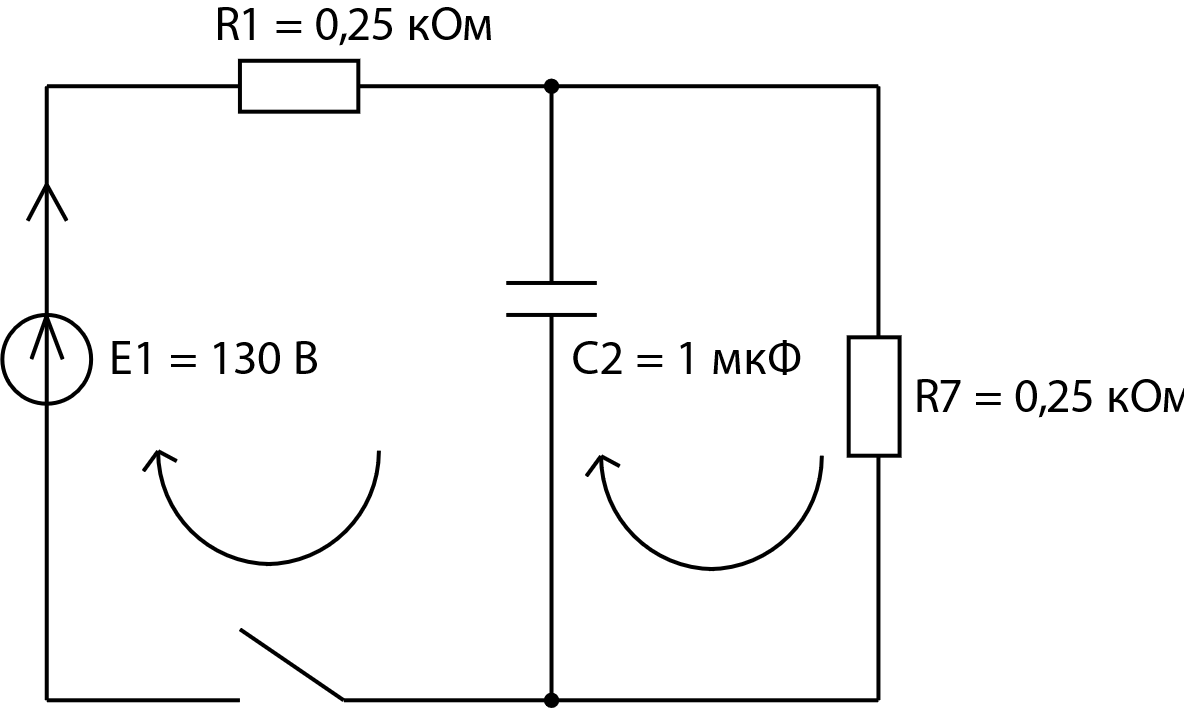 R1 = 0,25 кОм
E1 = 130 В
C2 = 1 мкФ
R7 = 0,25 кОм